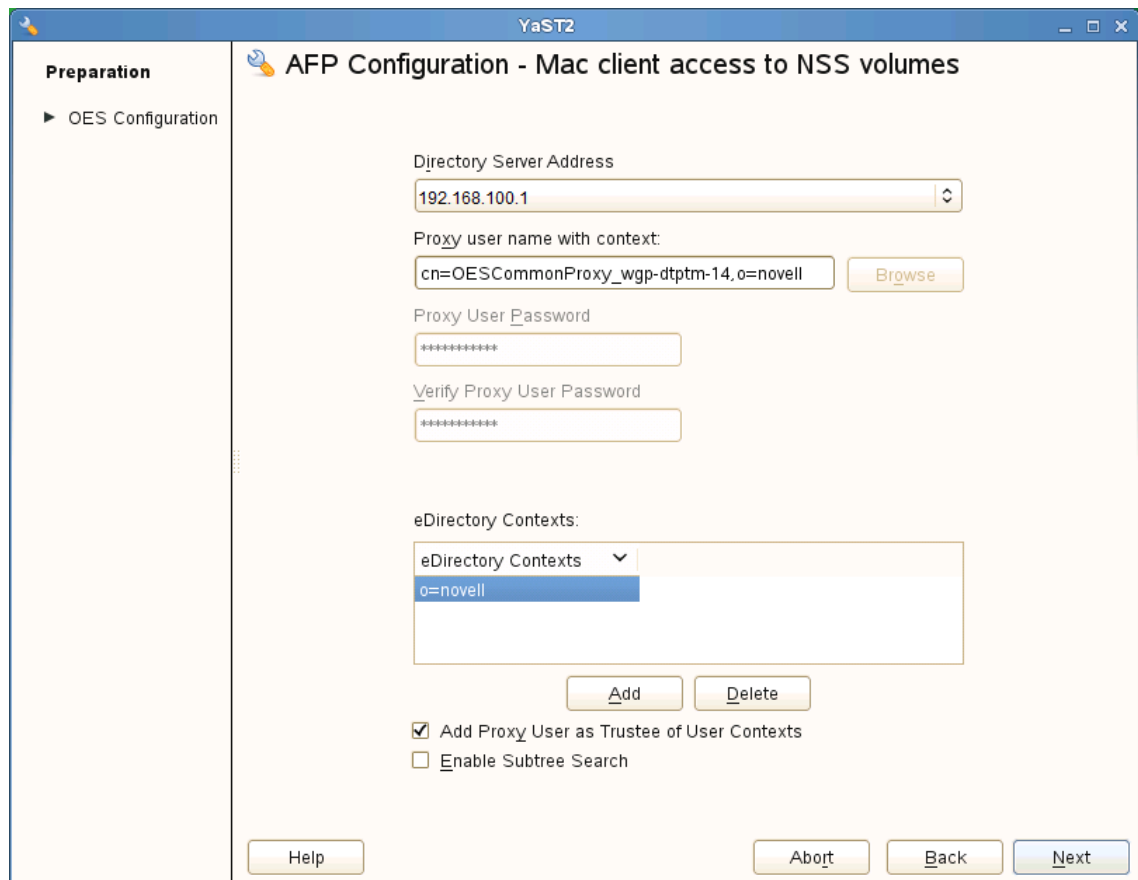 YaST2
Preparation
OES Configuration
AFP Configuration - Mac client access to NSS volumes
Directory Server Address
192.168.100.1
Proxy user name with context:
cn=OESCommonProxy_wgp-dtptm-14,o=novell
Browse
Proxy User Password
***********
Verify Proxy User Password
***********
eDirectory Contexts:
eDirectory Contexts
o=novell
Add Delete
Add Proxy User as Trustee of User Contexts
Enable Subtree Search
Help Abort Back Next